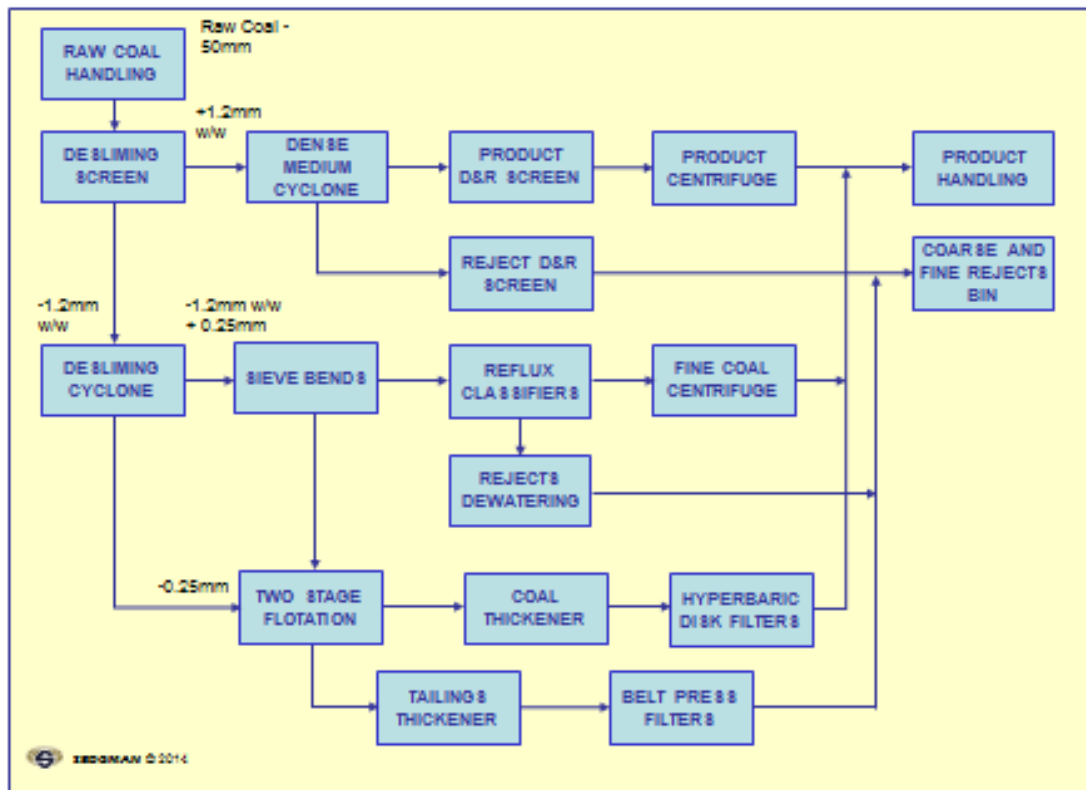 Raw Coal -
50mm
RAW COAL
HANDLING
+1.2mm
w/w
DESLIMING
SCREEN
DENSE
MEDIUM
CYCLONE
PRODUCT
D&R SCREEN
PRODUCT
CENTRIFUGE
PRODUCT
HANDLING
REJECT D&R
SCREEN
COARSE AND
FINE REJECTS
BIN
-1.2mm
w/w
-1.2mm w/w
+ 0.25mm
DESLIMING
CYCLONE
SIEVE BENDS
REFLUX
CLASSIFIERS
FINE COAL
CENTRIFUGE
REJECTS
DEWATERING
-0.25mm
TWO STAGE
FLOTATION
COAL
THICKENER
HYPERBARIC
DISK FILTERS
TAILINGS
THICKENER
BELT PRESS
FILTERS
SEDGMAN © 2014